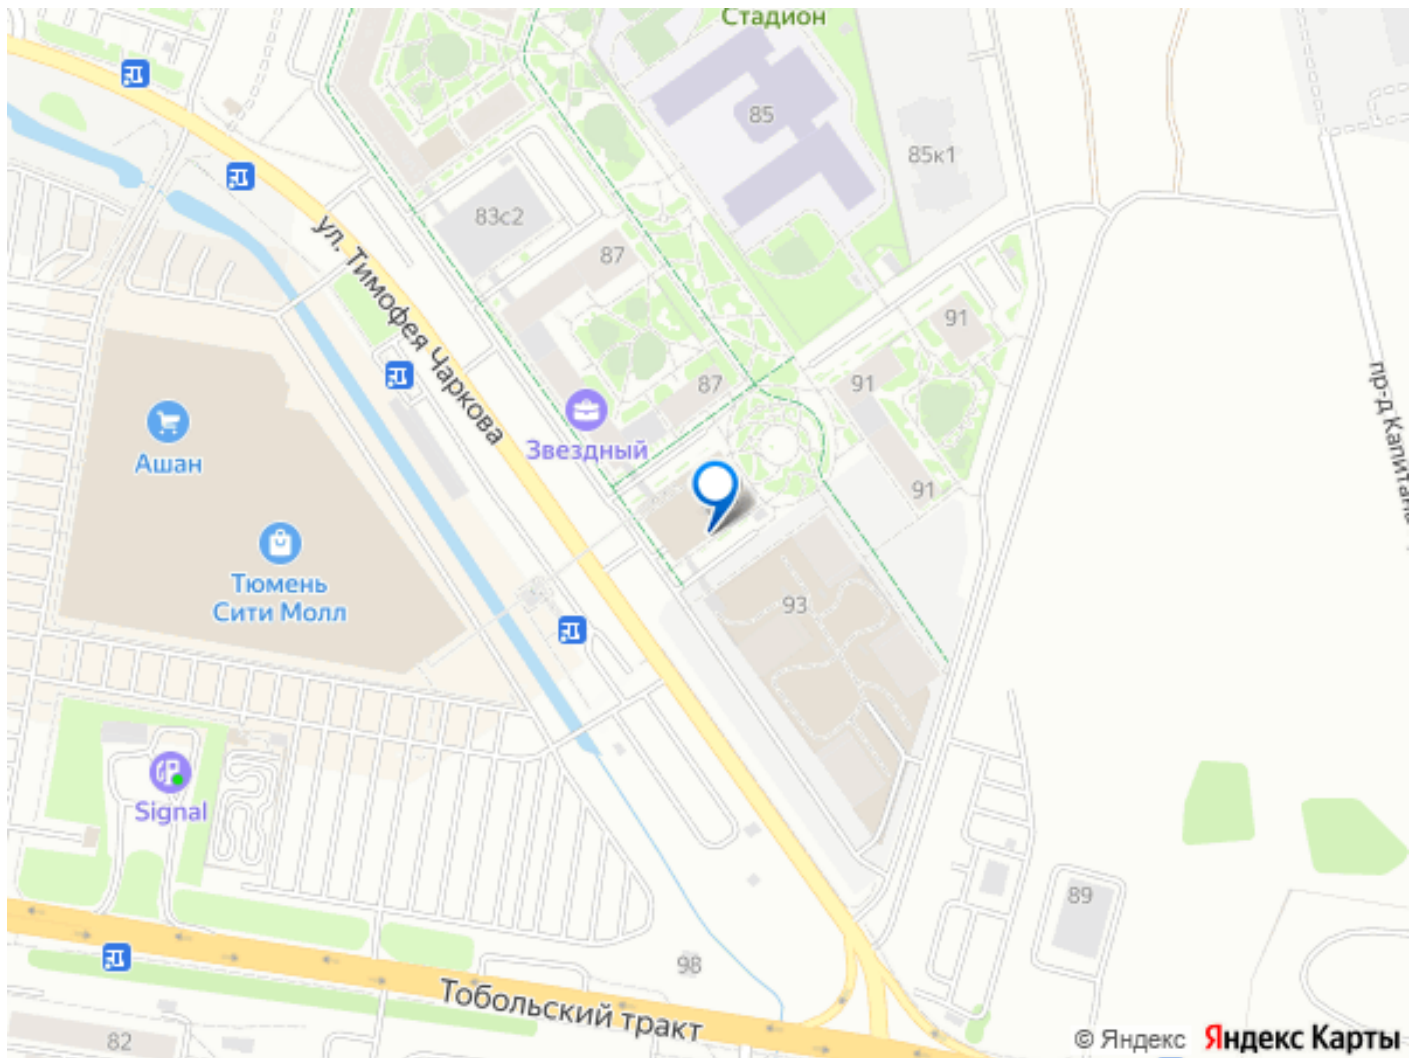 Стадион
85
85к1
83с2
ул. Тимофея Чаркова
87
91
87
91
Звездный
Ашан
91
Тюмень
Сити Молл
93
пр-д Капитана
Signal
89
98
Тобольский тракт
82
© Яндекс Яндекс Карты